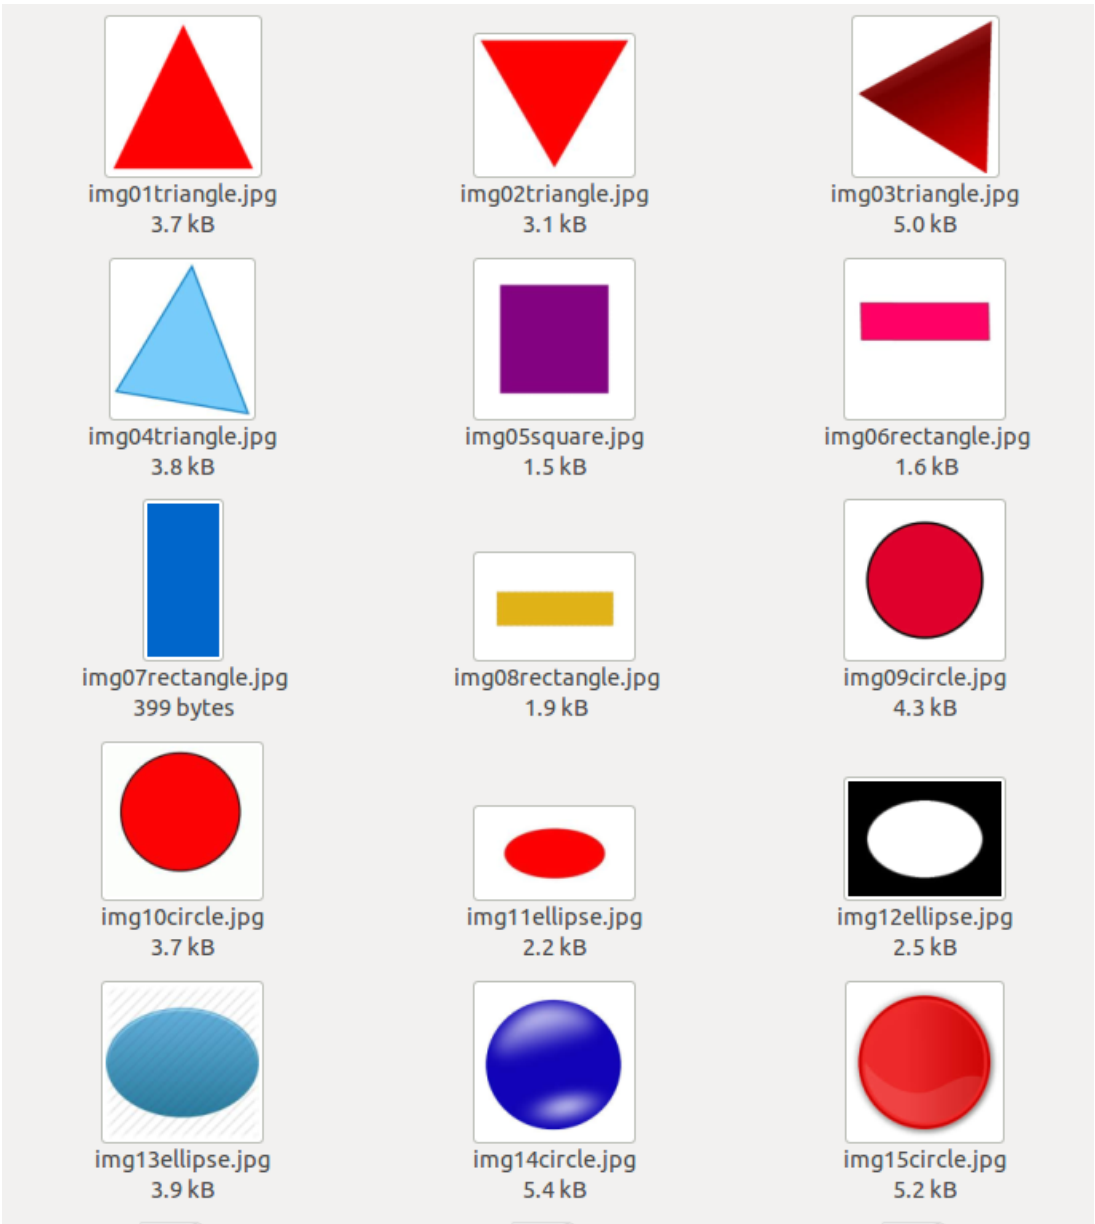 img01triangle.jpg
3.7 kB
img02triangle.jpg
3.1 kB
img03triangle.jpg
5.0 kB
img04triangle.jpg
3.8 kB
img05square.jpg
1.5 kB
img06rectangle.jpg
1.6 kB
img07rectangle.jpg
399 bytes
img08rectangle.jpg
1.9 kB
img09circle.jpg
4.3 kB
img10circle.jpg
3.7 kB
img11ellipse.jpg
2.2 kB
img12ellipse.jpg
2.5 kB
img13ellipse.jpg
3.9 kB
img14circle.jpg
5.4 kB
img15circle.jpg
5.2 kB